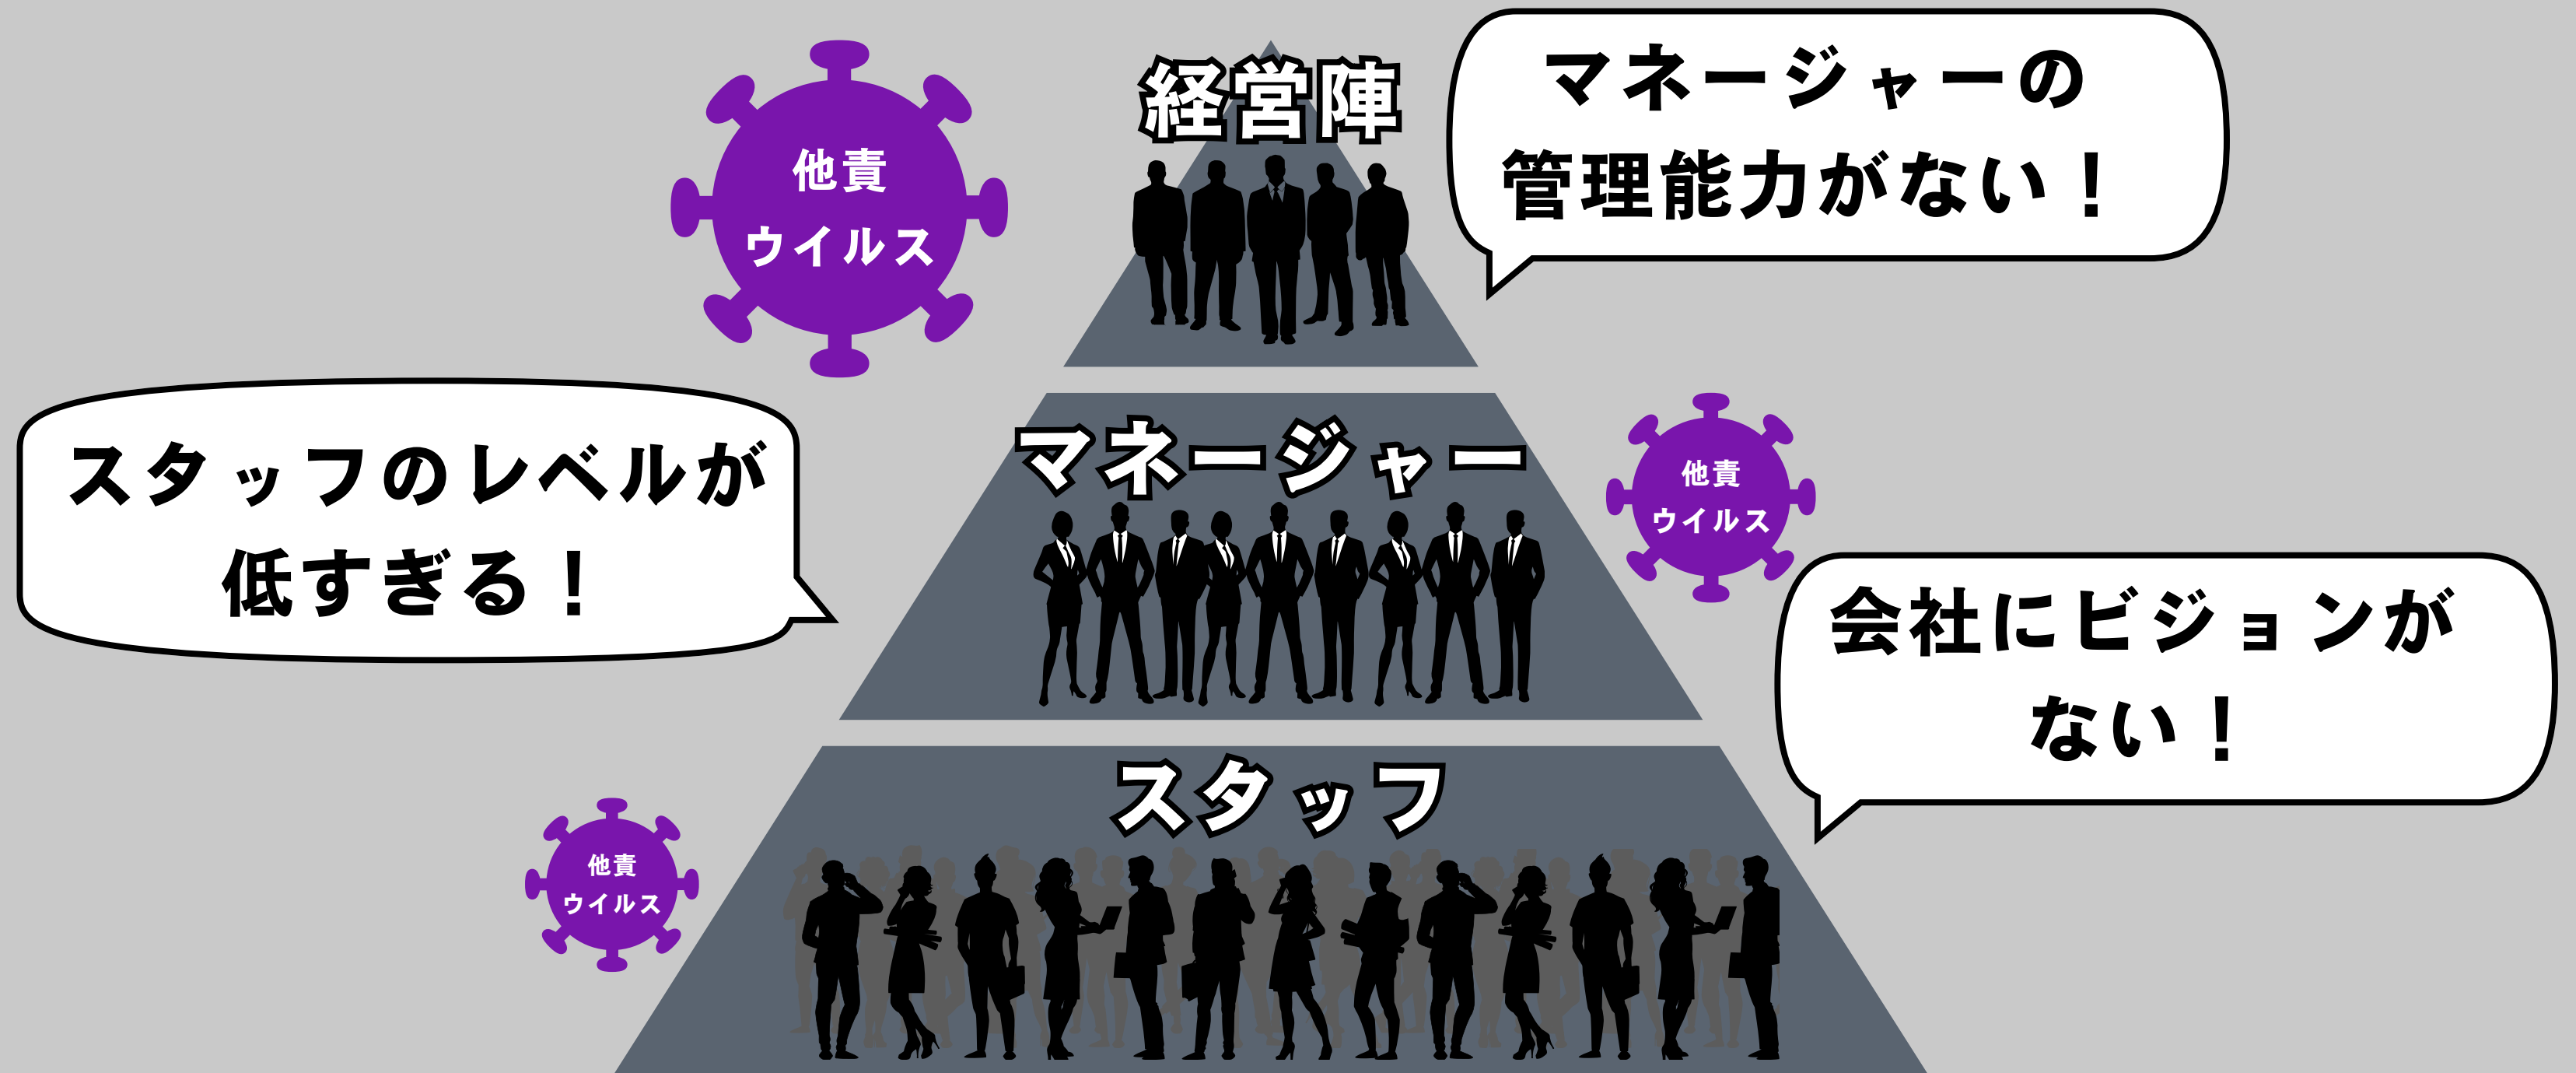 経営陣
マネージャーの
管理能力がない！
他責
ウイルス
マネージャー
スタッフのレベルが
低すぎる！
他責
ウイルス
会社にビジョンが
ない！
スタッフ
他責
ウイルス